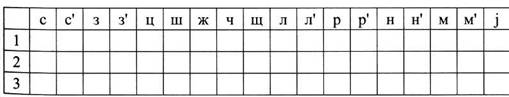 с с' з з' ц ш ж ч щ л л' р р' н н' м м' j
1
2
3